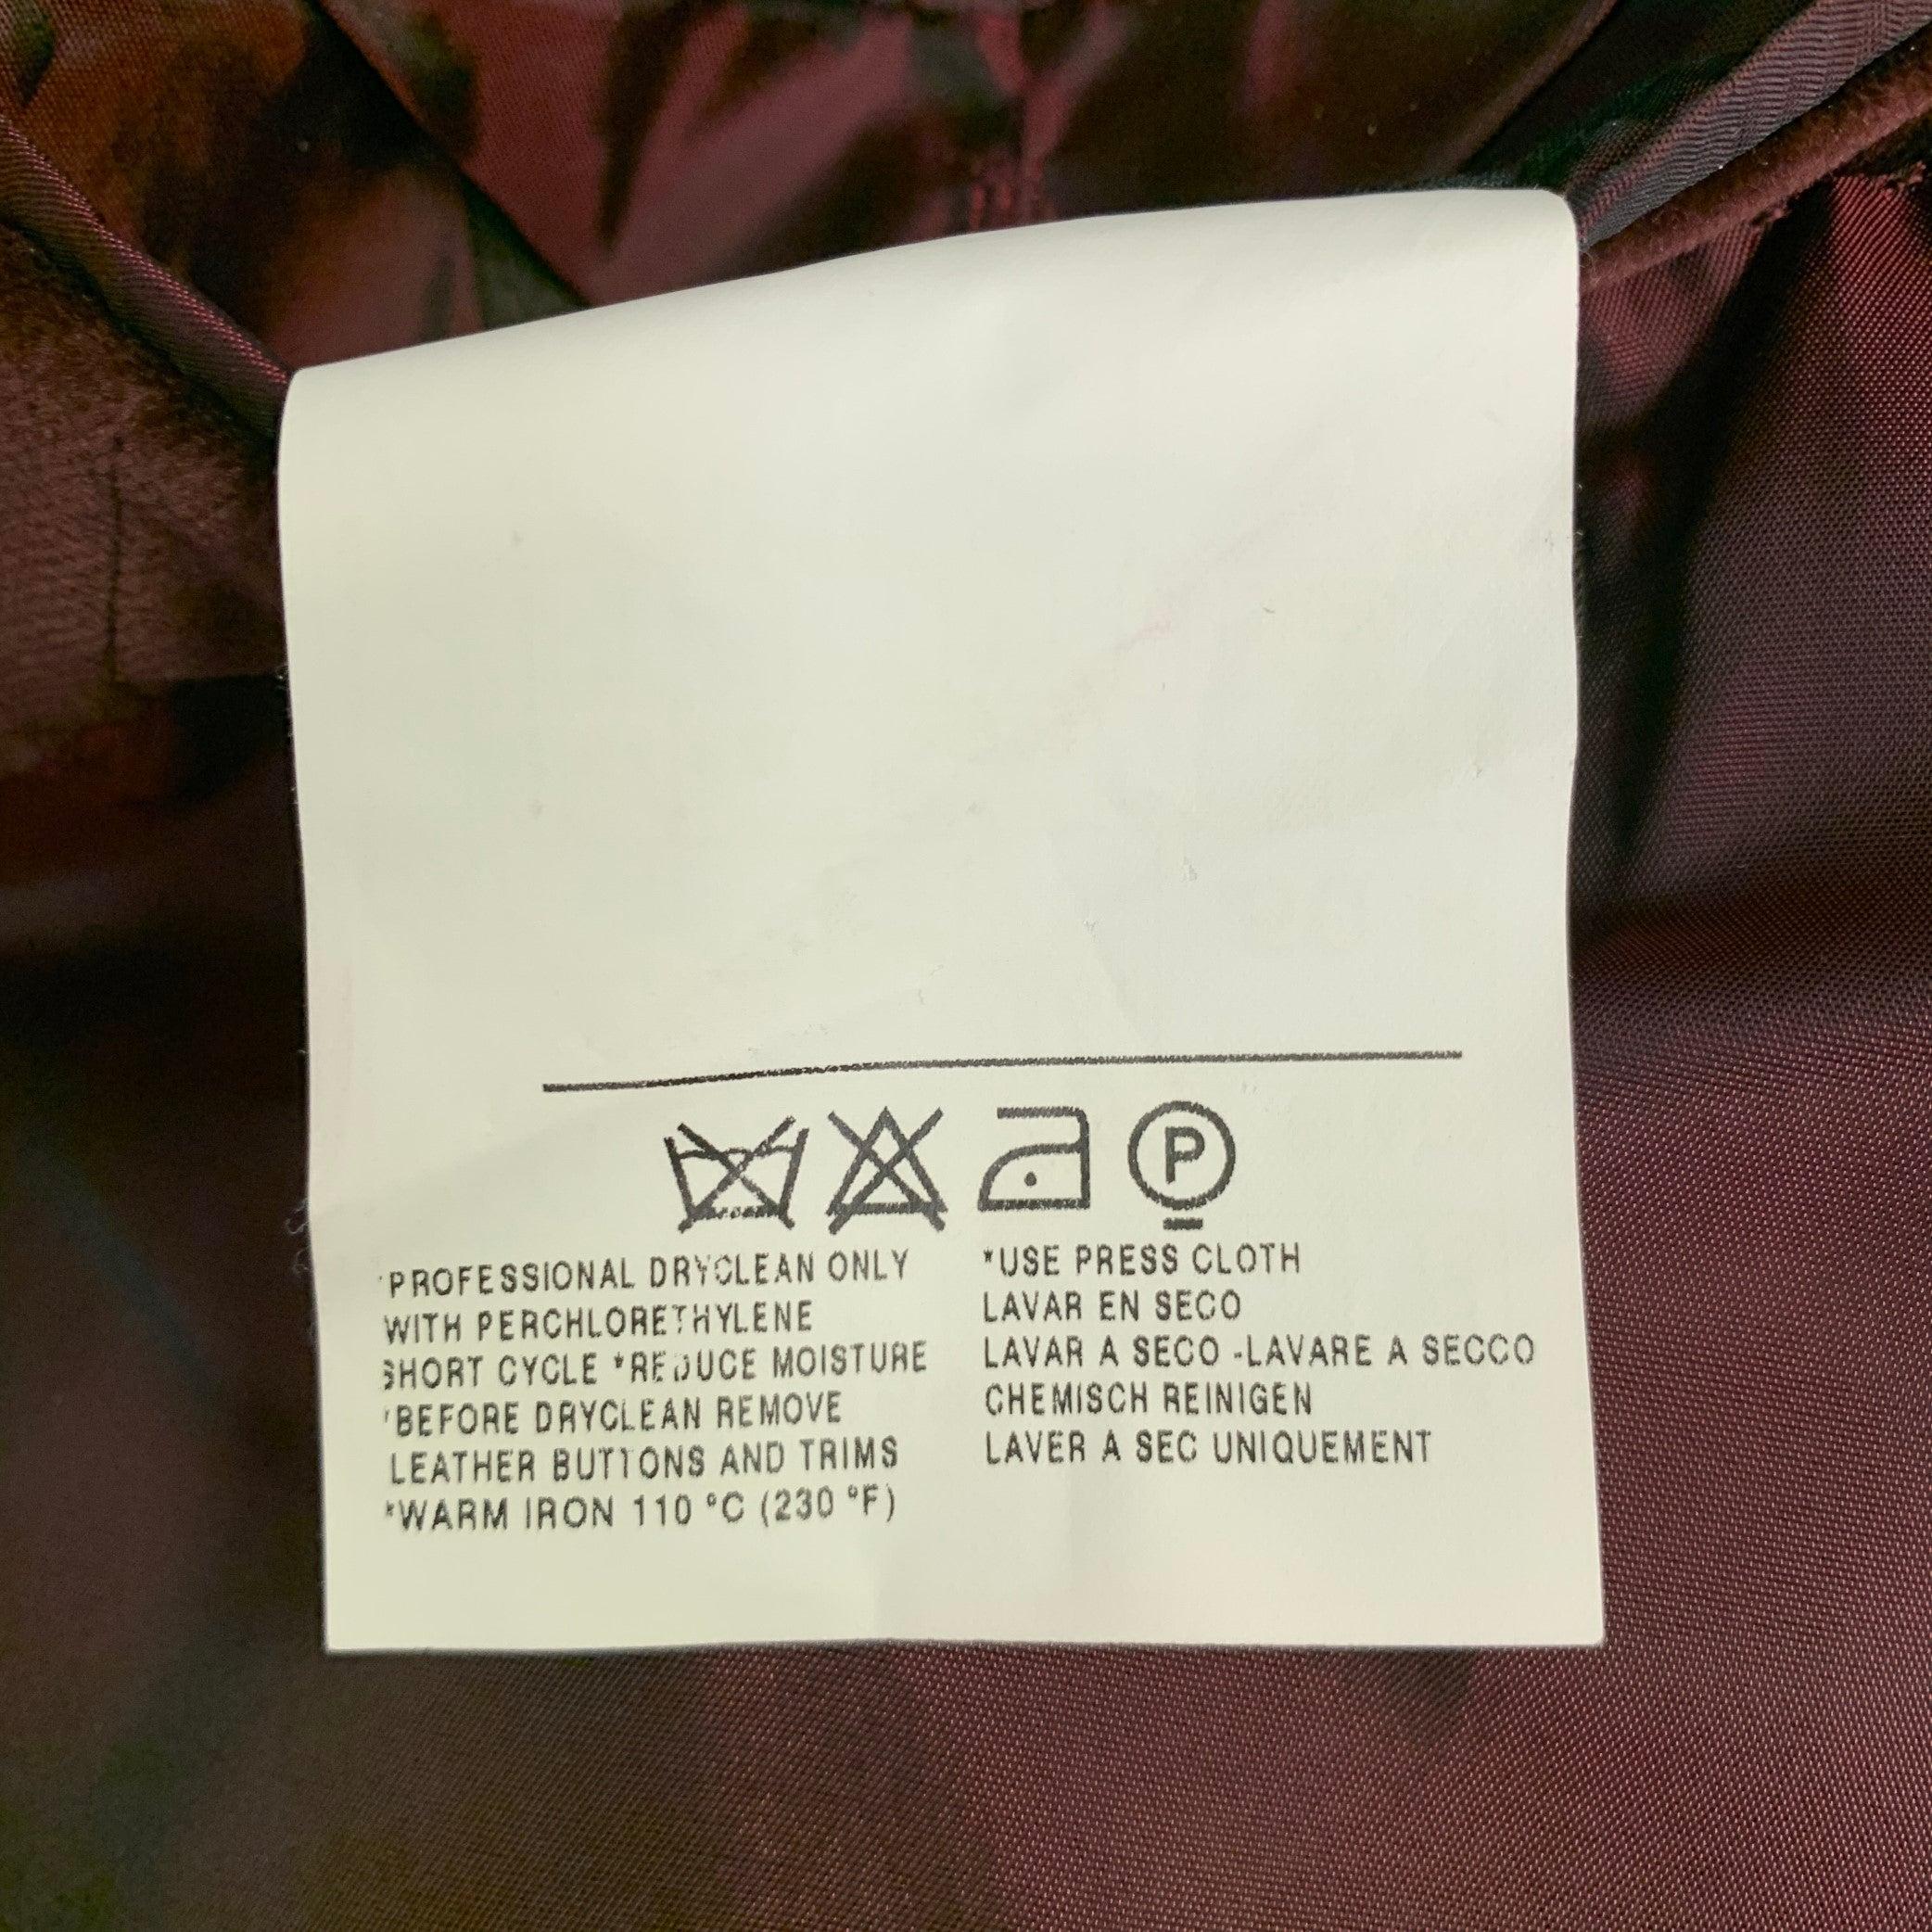 P
*PROFESSIONAL DRYCLEAN ONLY
WITH PERCHLORETHYLENE
SHORT CYCLE *REDUCE MOISTURE
*BEFORE DRYCLEAN REMOVE
LEATHER BUTTONS AND TRIMS
*WARM IRON 110 °C (230 °F)
*USE PRESS CLOTH
LAVAR EN SECO
LAVAR A SECO -LAVARE A SECCO
CHEMISCH REINIGEN
LAVER A SEC UNIQUEMENT